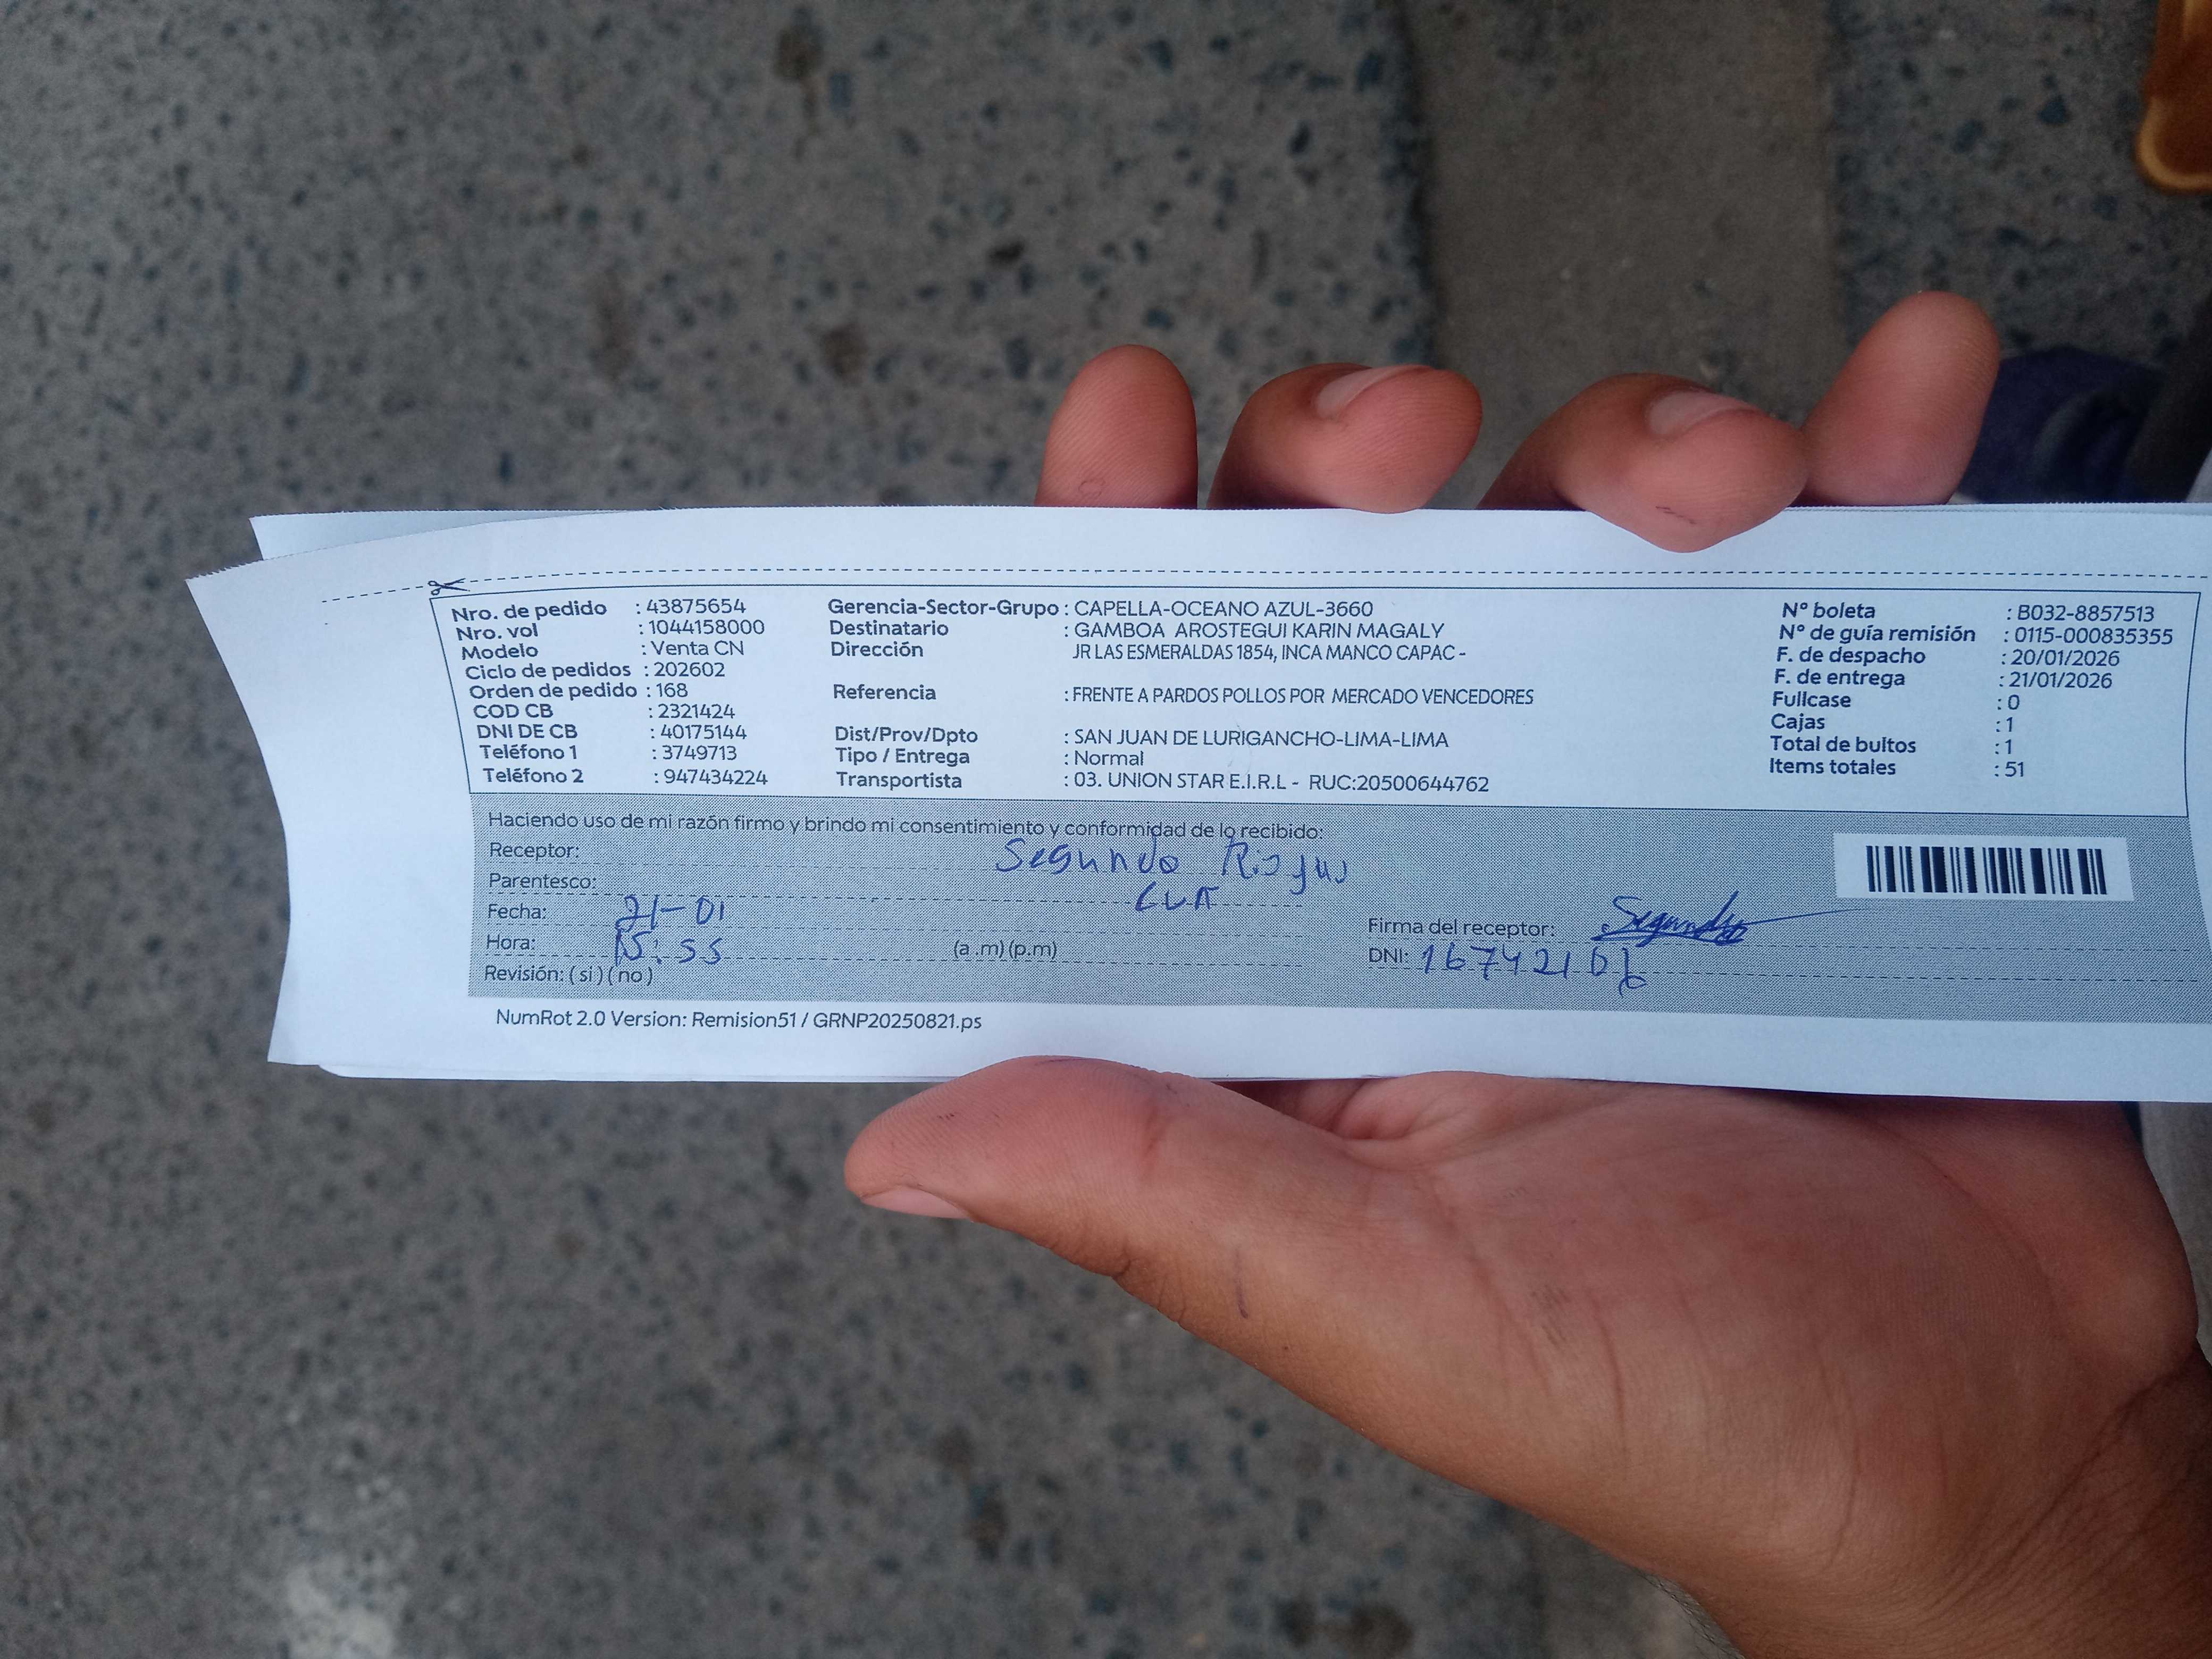 Nro. de pedido : 43875654
Nro. vol : 1044158000
Modelo : Venta CN
Ciclo de pedidos : 202602
Orden de pedido : 168
COD CB : 2321424
DNI DE CB : 40175144
Teléfono 1 : 3749713
Teléfono 2 : 947434224
Gerencia-Sector-Grupo : CAPELLA-OCEANO AZUL-3660
Destinatario : GAMBOA AROSTEGUI KARIN MAGALY
Dirección JR LAS ESMERALDAS 1854, INCA MANCO CAPAC -
Referencia : FRENTE A PARDOS POLLOS POR MERCADO VENCEDORES
Dist/Prov/Dpto : SAN JUAN DE LURIGANCHO-LIMA-LIMA
Tipo / Entrega : Normal
Transportista : 03. UNION STAR E.I.R.L - RUC:20500644762
Nº boleta : B032-8857513
Nº de guía remisión : 0115-000835355
F. de despacho : 20/01/2026
F. de entrega : 21/01/2026
Fullcase : 0
Cajas : 1
Total de bultos : 1
Items totales : 51
Haciendo uso de mi razón firmo y brindo mi consentimiento y conformidad de lo recibido:
Receptor: Segundo
Parentesco:
Fecha: 21-01
Hora: 15:55 (a.m) (p.m)
Revisión: ( si ) ( no )
Firma del receptor: Segundo
DNI:
NumRot 2.0 Version: Remision51 / GRNP20250821.ps